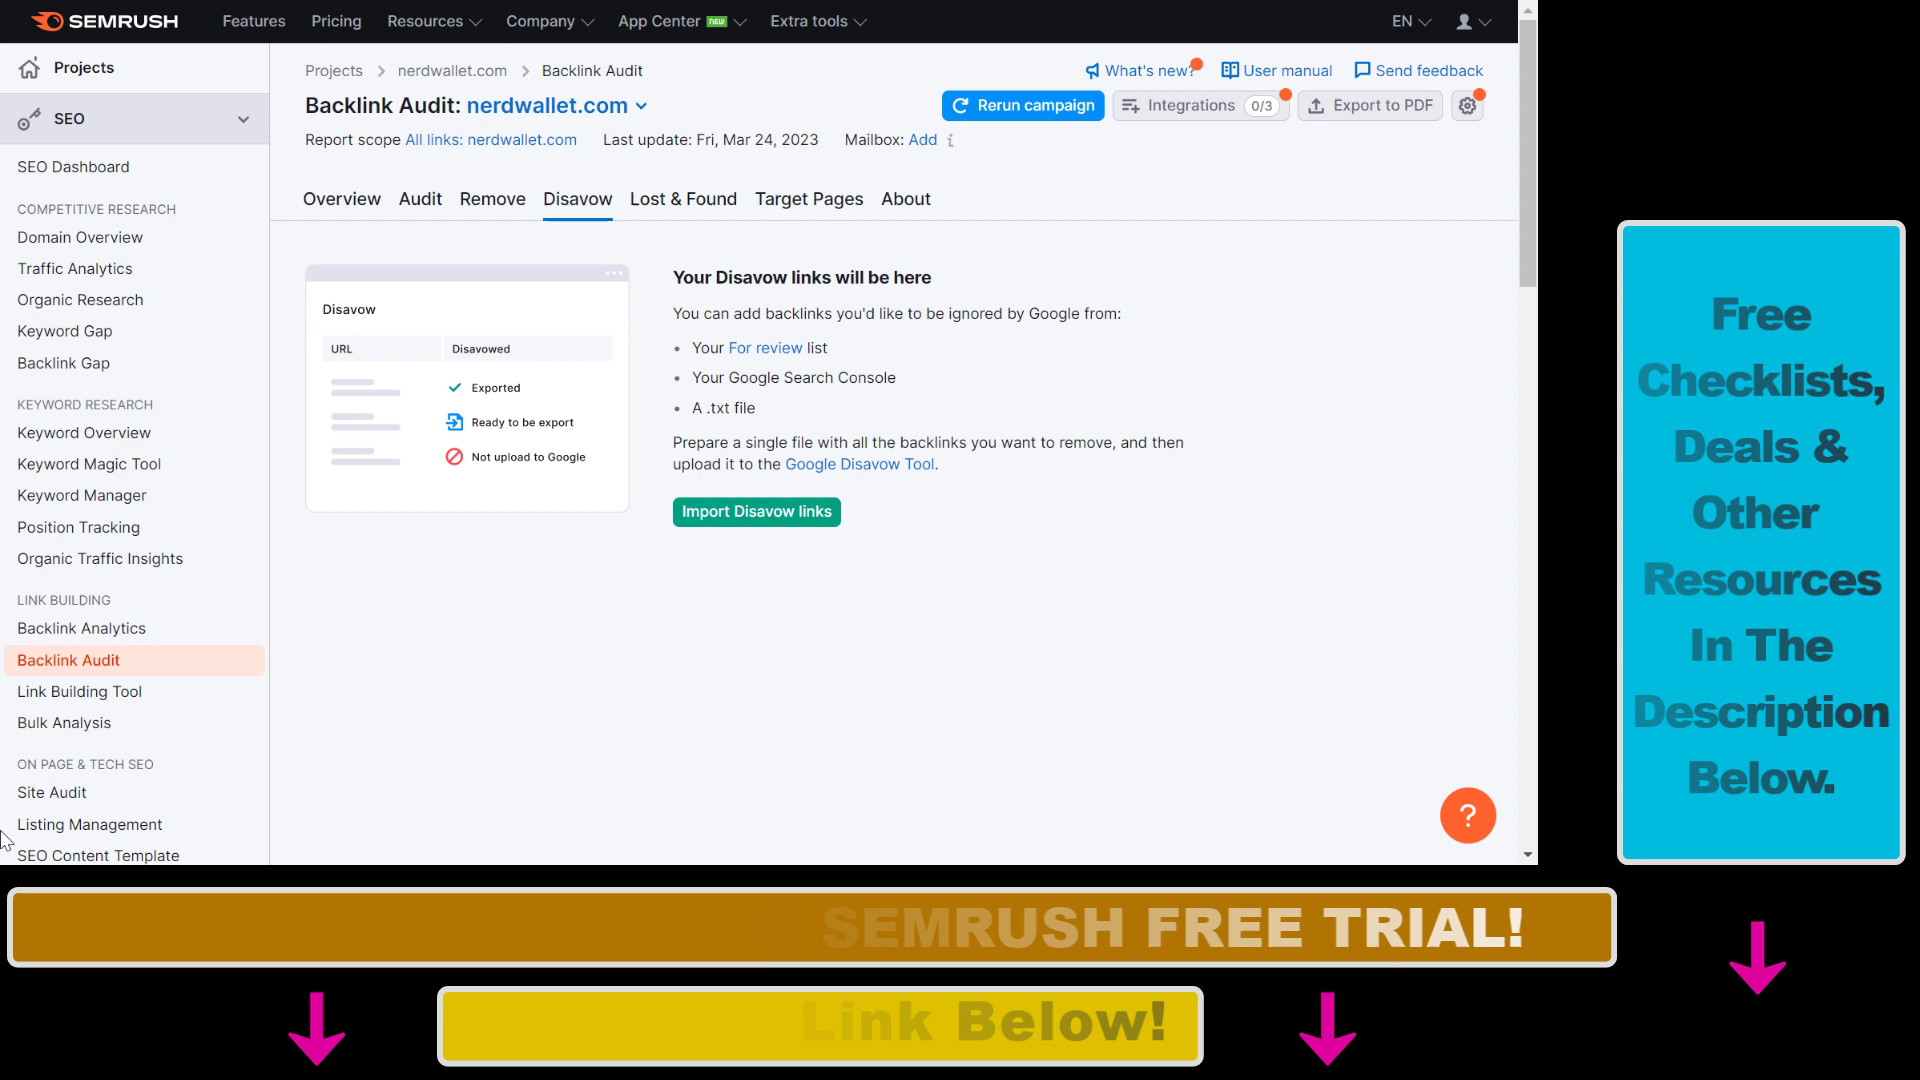 SEMRUSH
Features Pricing Resources Company App Center NEW Extra tools EN
Projects
SEO
SEO Dashboard
COMPETITIVE RESEARCH
Domain Overview
Traffic Analytics
Organic Research
Keyword Gap
Backlink Gap
KEYWORD RESEARCH
Keyword Overview
Keyword Magic Tool
Keyword Manager
Position Tracking
Organic Traffic Insights
LINK BUILDING
Backlink Analytics
Backlink Audit
Link Building Tool
Bulk Analysis
ON PAGE & TECH SEO
Site Audit
Listing Management
SEO Content Template
Projects > nerdwallet.com > Backlink Audit
What's new? User manual Send feedback
Backlink Audit: nerdwallet.com
Rerun campaign Integrations 0/3 Export to PDF
Report scope All links: nerdwallet.com Last update: Fri, Mar 24, 2023 Mailbox: Add i
Overview Audit Remove Disavow Lost & Found Target Pages About
Disavow
URL Disavowed
Exported
Ready to be export
Not upload to Google
Your Disavow links will be here
You can add backlinks you'd like to be ignored by Google from:
• Your For review list
• Your Google Search Console
• A .txt file
Prepare a single file with all the backlinks you want to remove, and then
upload it to the Google Disavow Tool.
Import Disavow links
?
Free
Checklists,
Deals &
Other
Resources
In The
Description
Below.
SEMRUSH FREE TRIAL!
Link Below!